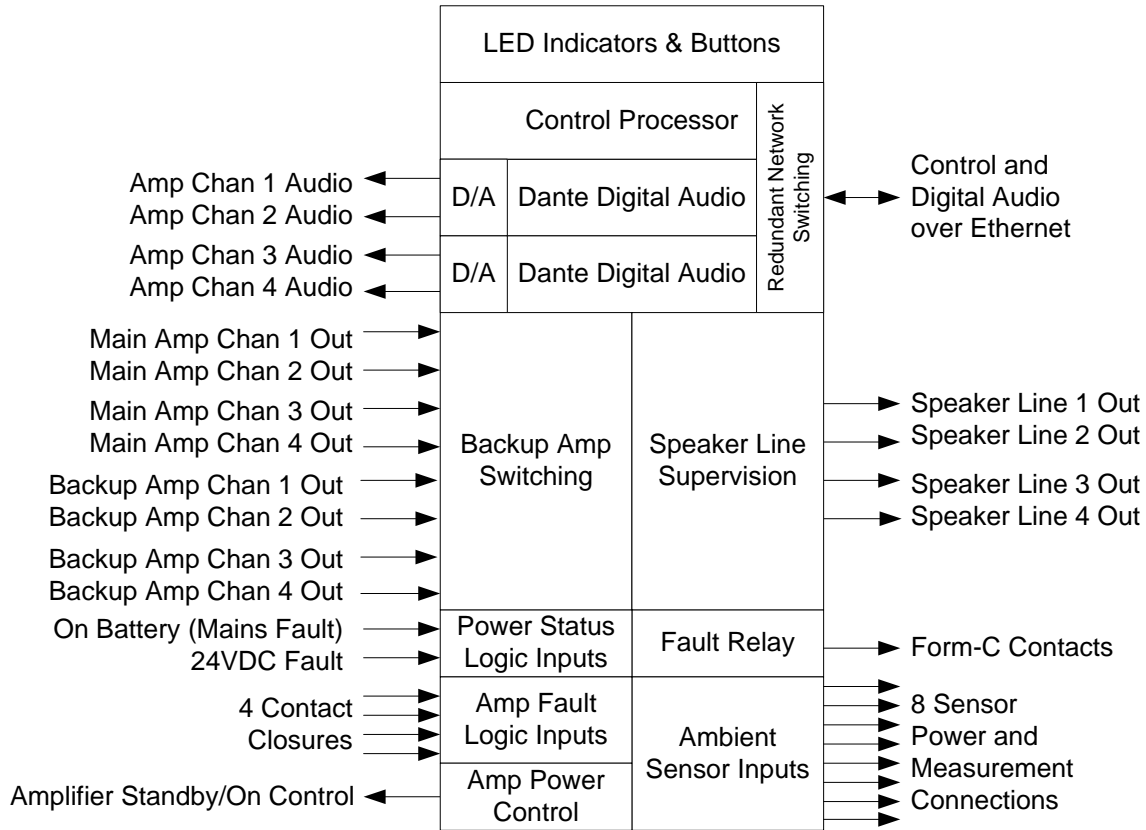 LED Indicators & Buttons
Control Processor
Redundant Network
Switching
D/A
Dante Digital Audio
D/A
Dante Digital Audio
Amp Chan 1 Audio
Amp Chan 2 Audio
Amp Chan 3 Audio
Amp Chan 4 Audio
Control and
Digital Audio
over Ethernet
Main Amp Chan 1 Out
Main Amp Chan 2 Out
Main Amp Chan 3 Out
Main Amp Chan 4 Out
Backup Amp Chan 1 Out
Backup Amp Chan 2 Out
Backup Amp Chan 3 Out
Backup Amp Chan 4 Out
Backup Amp
Switching
Speaker Line
Supervision
Speaker Line 1 Out
Speaker Line 2 Out
Speaker Line 3 Out
Speaker Line 4 Out
On Battery (Mains Fault)
24VDC Fault
Power Status
Logic Inputs
Fault Relay
Form-C Contacts
4 Contact
Closures
Amp Fault
Logic Inputs
Ambient
Sensor Inputs
8 Sensor
Power and
Measurement
Connections
Amplifier Standby/On Control
Amp Power
Control